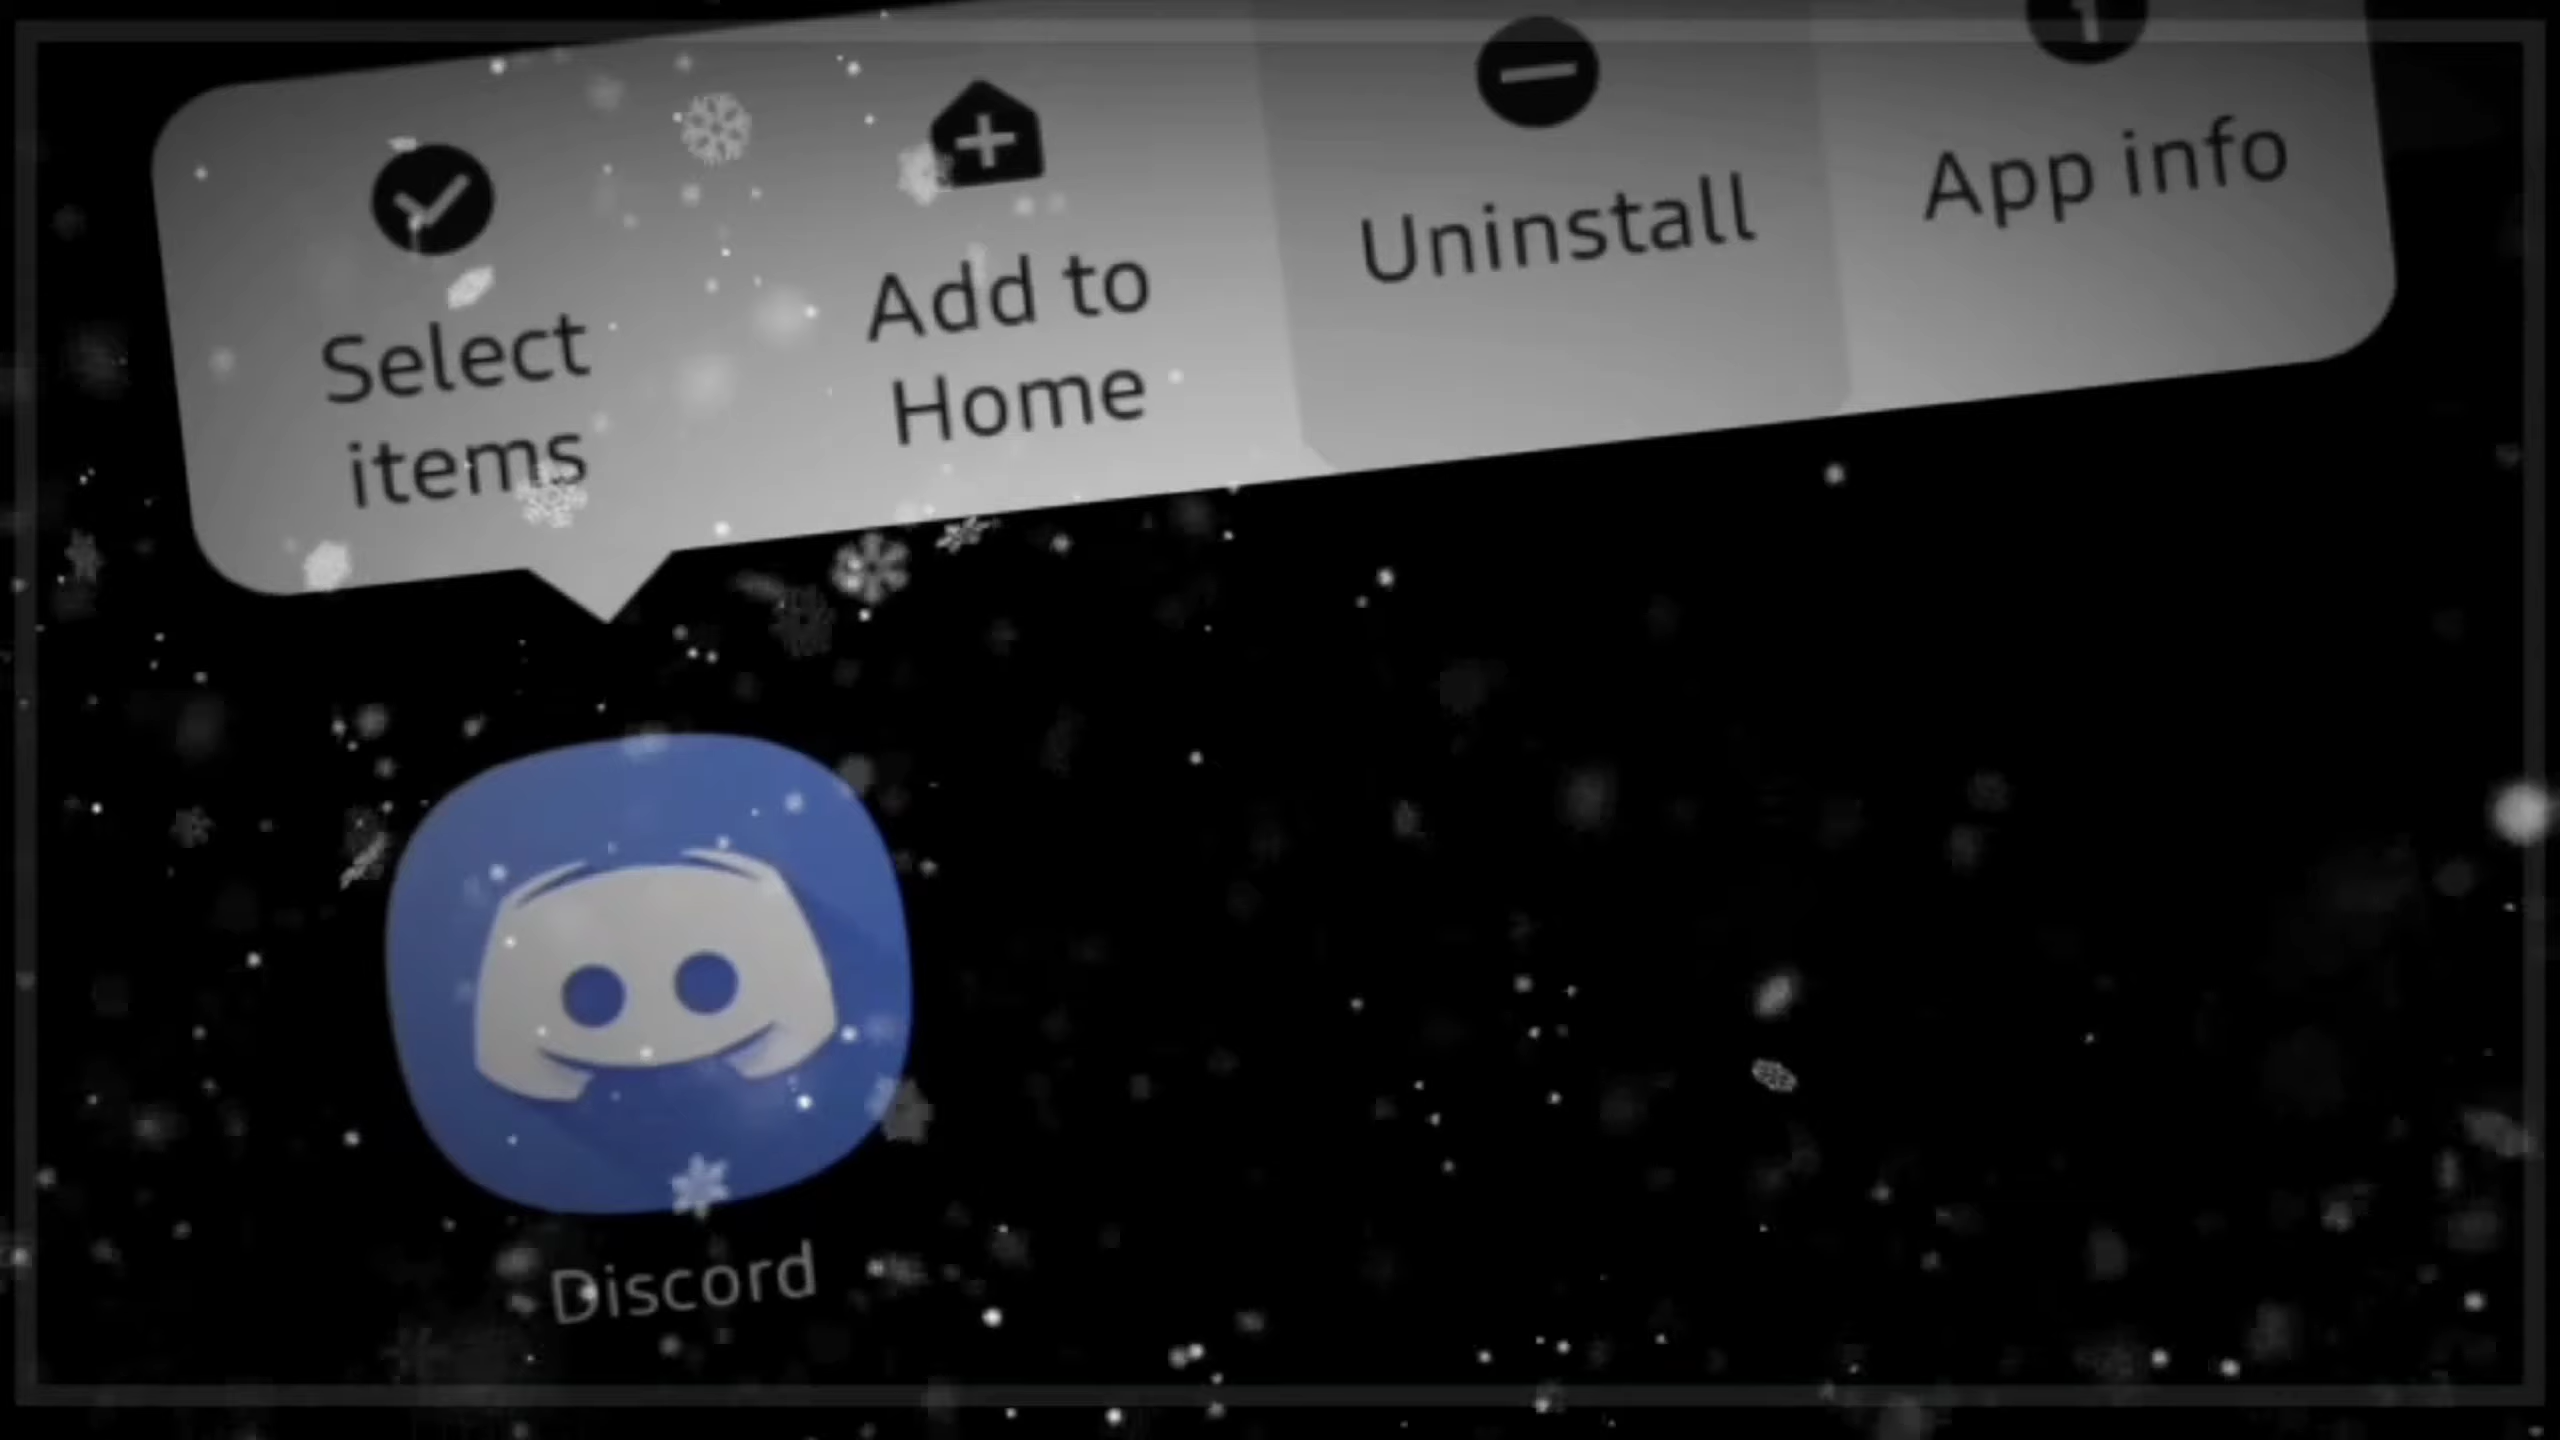 Select
items
Add to
Home
Uninstall
App info
Discord